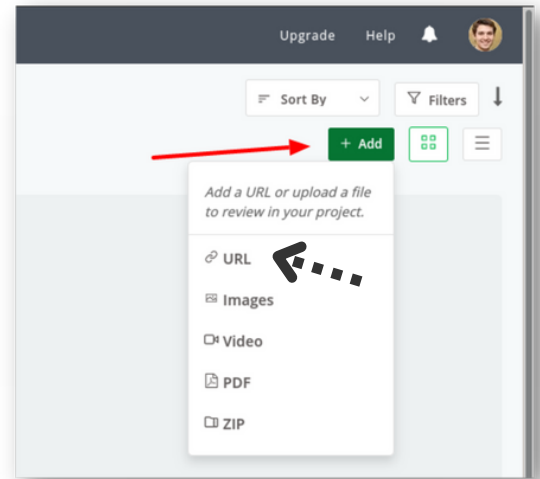 Upgrade Help
Sort By Filters
+ Add
Add a URL or upload a file
to review in your project.
URL
Images
Video
PDF
ZIP